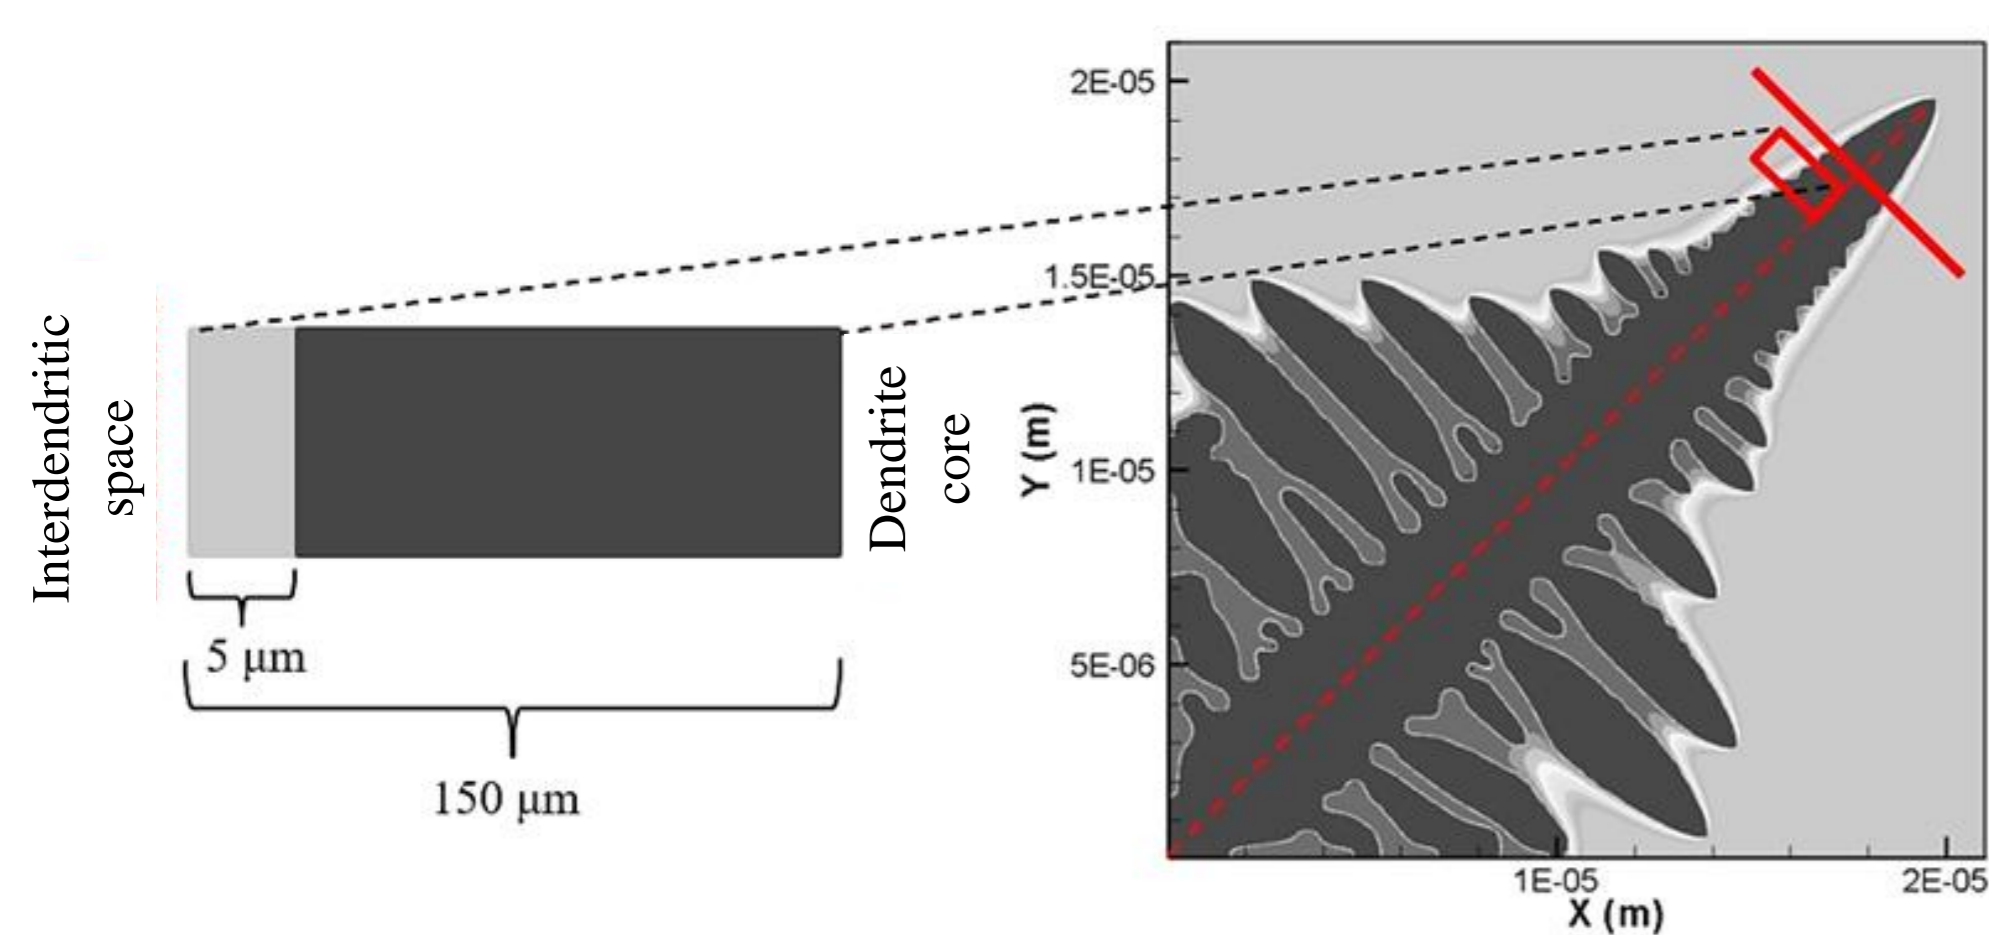 Interdendritic
space
5 μm
150 μm
Dendrite
core
2E-05
1.5E-05
1E-05
5E-06
Y (m)
1E-05
2E-05
X (m)